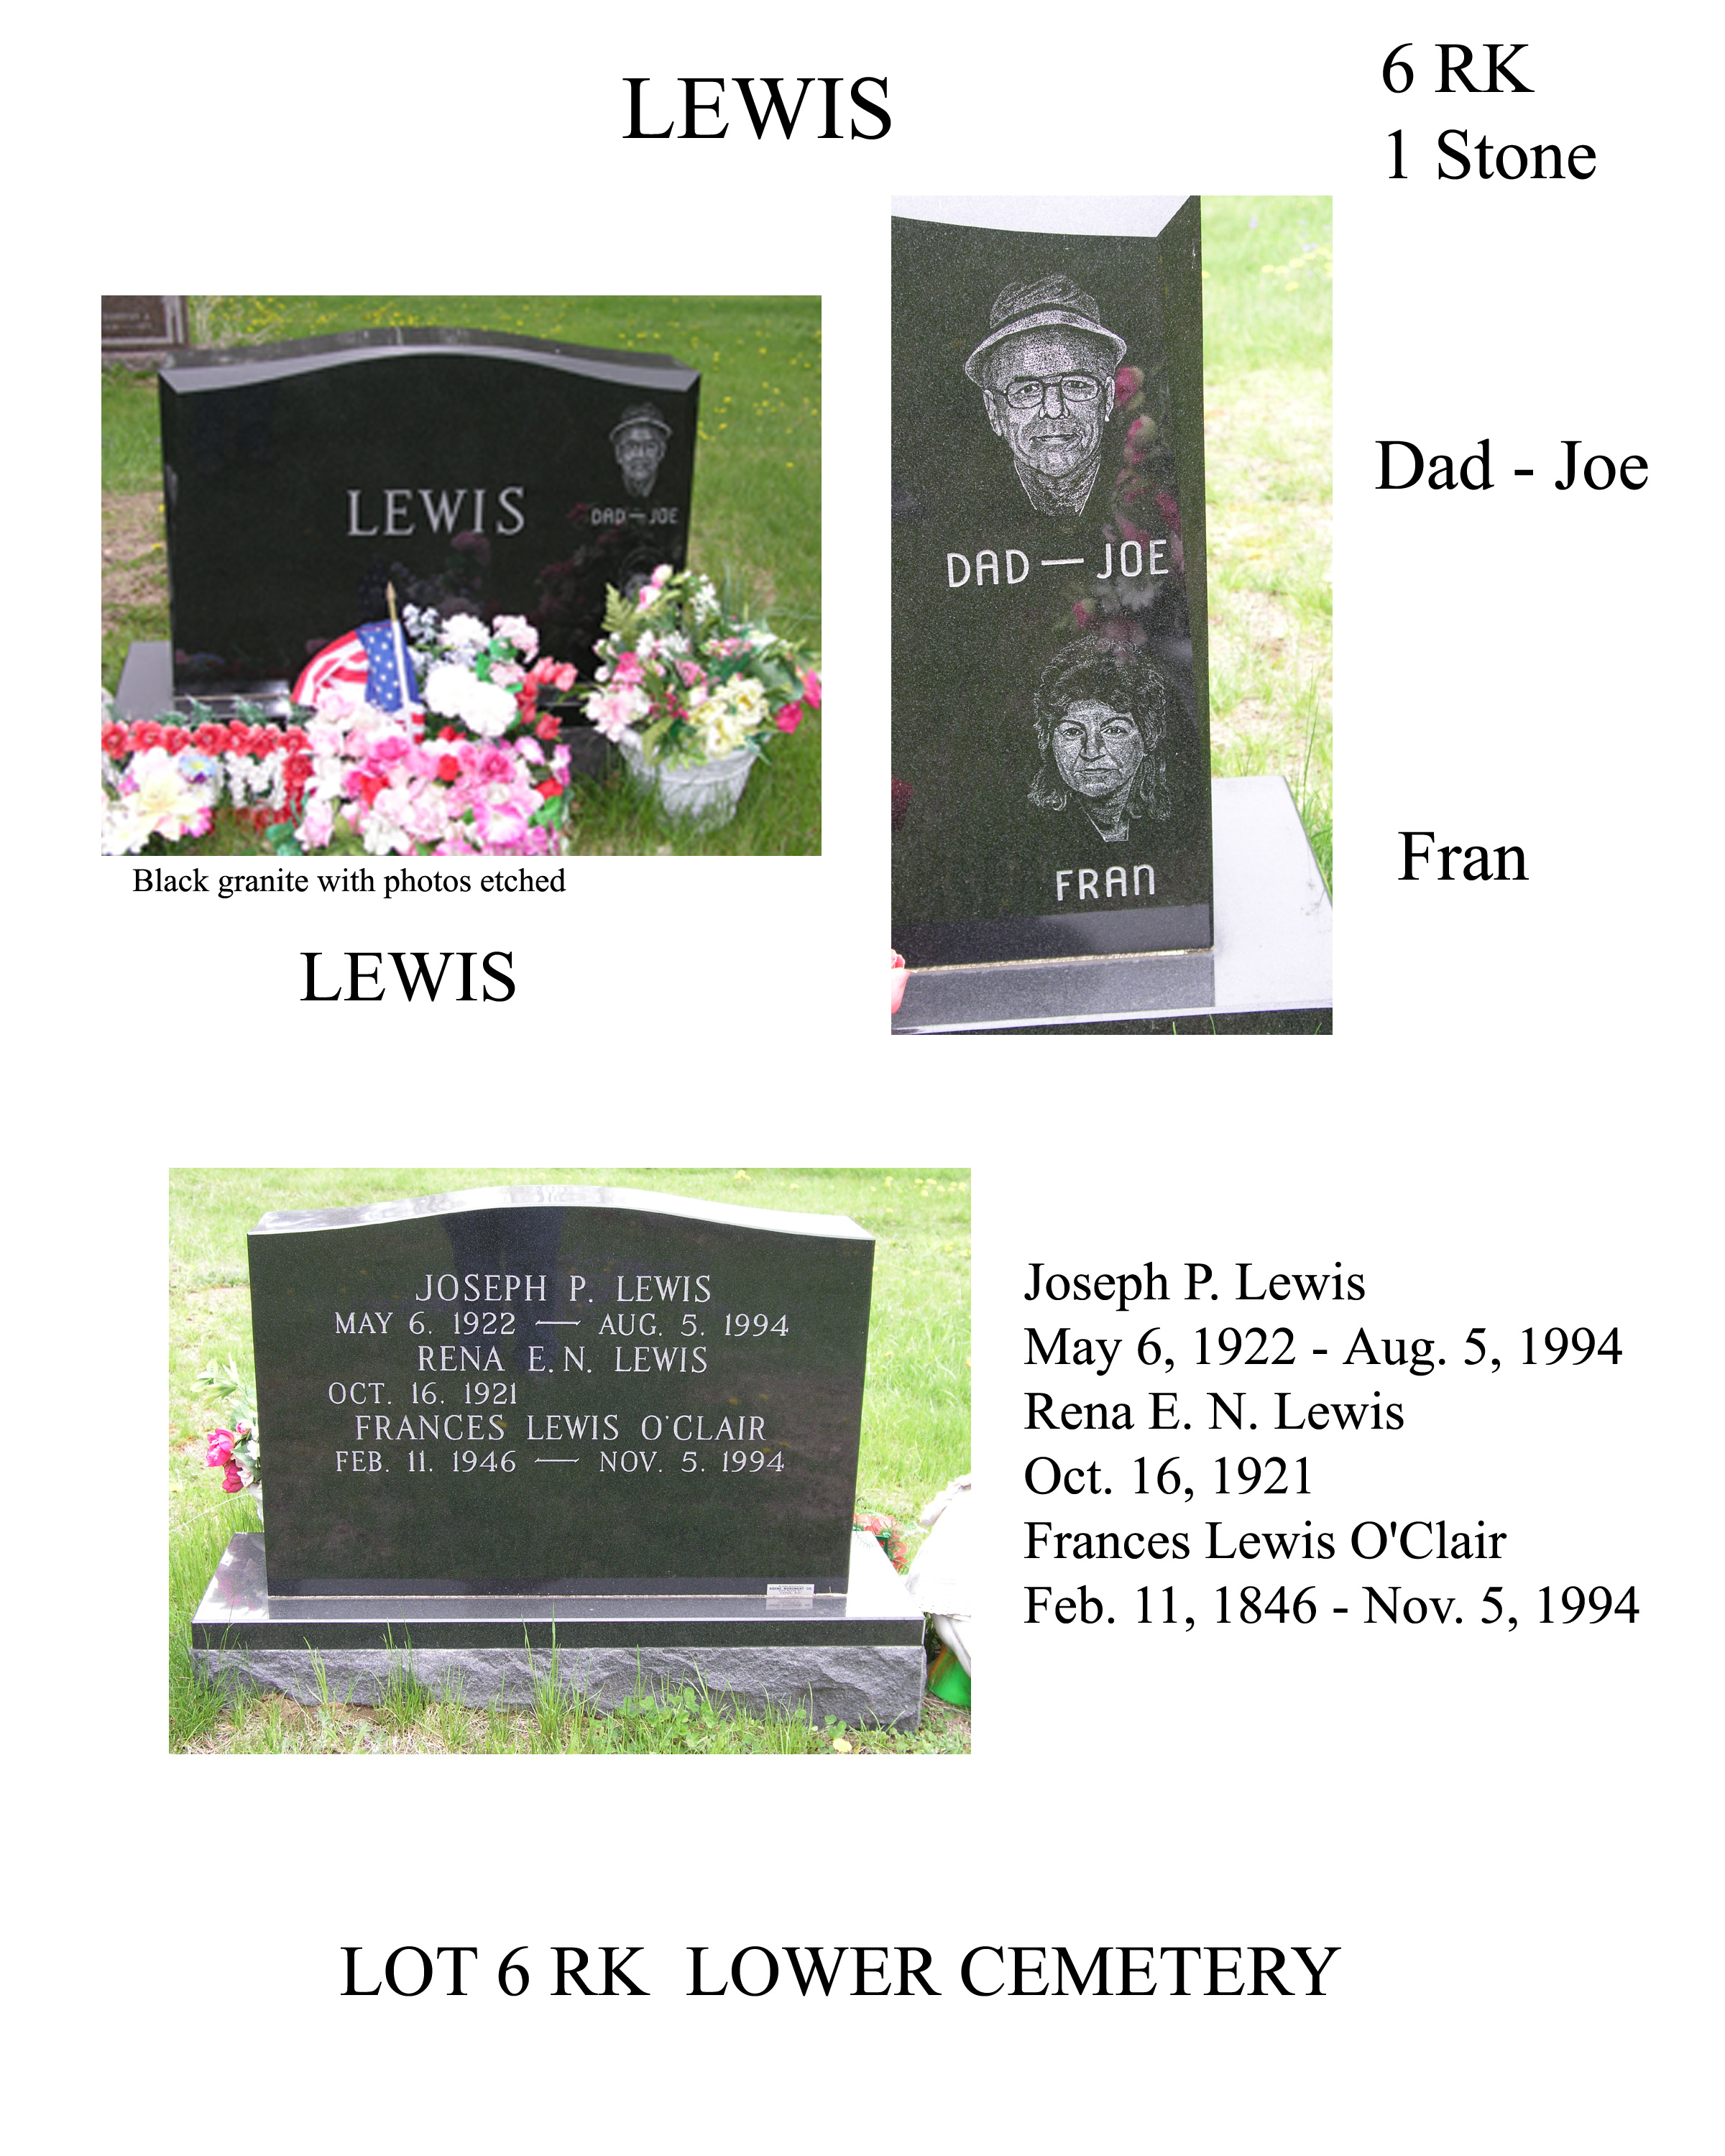 LEWIS
6 RK
1 Stone
LEWIS
DAD — JOE
Black granite with photos etched
LEWIS
DAD — JOE
FRAN
Dad - Joe
Fran
JOSEPH P. LEWIS
MAY 6. 1922 — AUG. 5. 1994
RENA E. N. LEWIS
OCT. 16. 1921
FRANCES LEWIS O'CLAIR
FEB. 11. 1946 — NOV. 5. 1994
Joseph P. Lewis
May 6, 1922 - Aug. 5, 1994
Rena E. N. Lewis
Oct. 16, 1921
Frances Lewis O'Clair
Feb. 11, 1846 - Nov. 5, 1994
LOT 6 RK LOWER CEMETERY